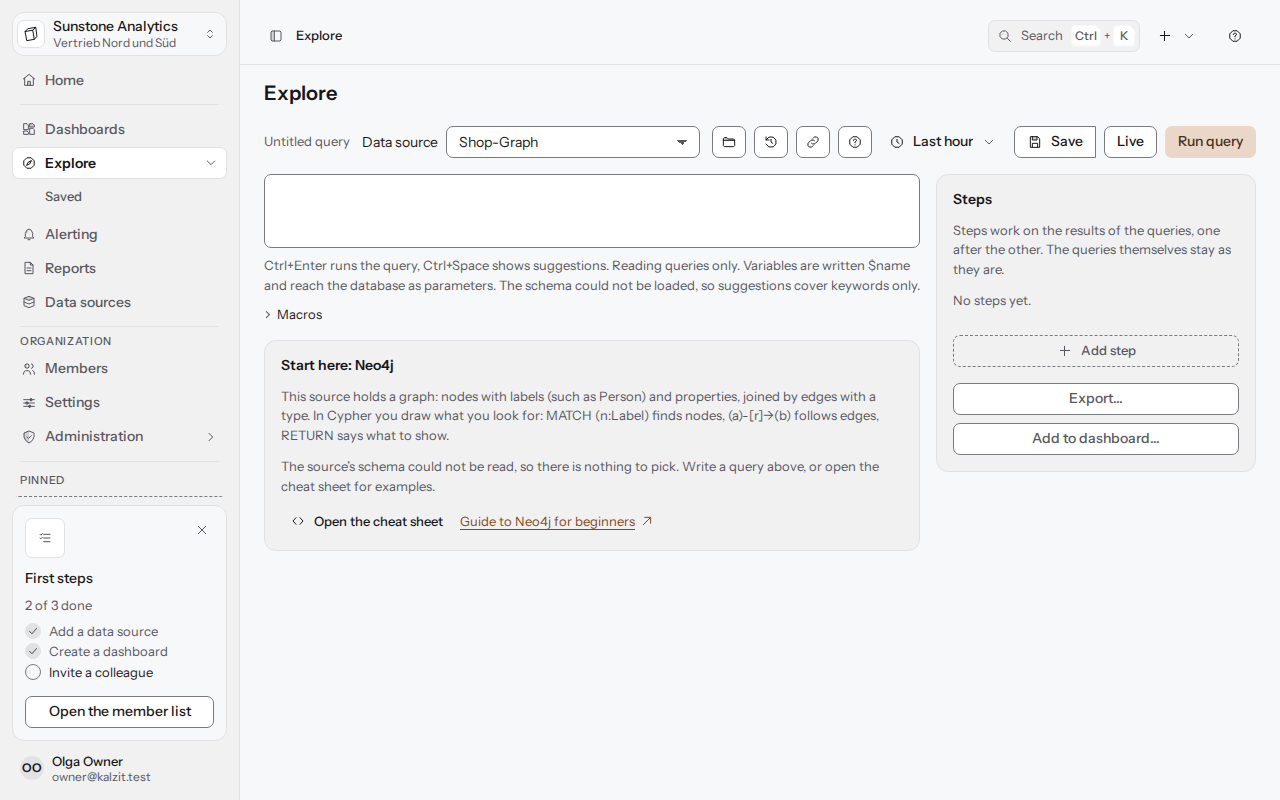 Sunstone Analytics
Vertrieb Nord und Süd
Home
Dashboards
Explore
Saved
Alerting
Reports
Data sources
ORGANIZATION
Members
Settings
Administration
PINNED
First steps
2 of 3 done
Add a data source
Create a dashboard
Invite a colleague
Open the member list
OO
Olga Owner
owner@kalzit.test
Explore
Search Ctrl + K
Explore
Untitled query Data source Shop-Graph Last hour Save Live Run query
Ctrl+Enter runs the query, Ctrl+Space shows suggestions. Reading queries only. Variables are written $name
and reach the database as parameters. The schema could not be loaded, so suggestions cover keywords only.
Macros
Start here: Neo4j
This source holds a graph: nodes with labels (such as Person) and properties, joined by edges with a
type. In Cypher you draw what you look for: MATCH (n:Label) finds nodes, (a)-[r]->(b) follows edges,
RETURN says what to show.
The source's schema could not be read, so there is nothing to pick. Write a query above, or open the
cheat sheet for examples.
Open the cheat sheet Guide to Neo4j for beginners
Steps
Steps work on the results of the queries, one
after the other. The queries themselves stay as
they are.
No steps yet.
Add step
Export...
Add to dashboard...